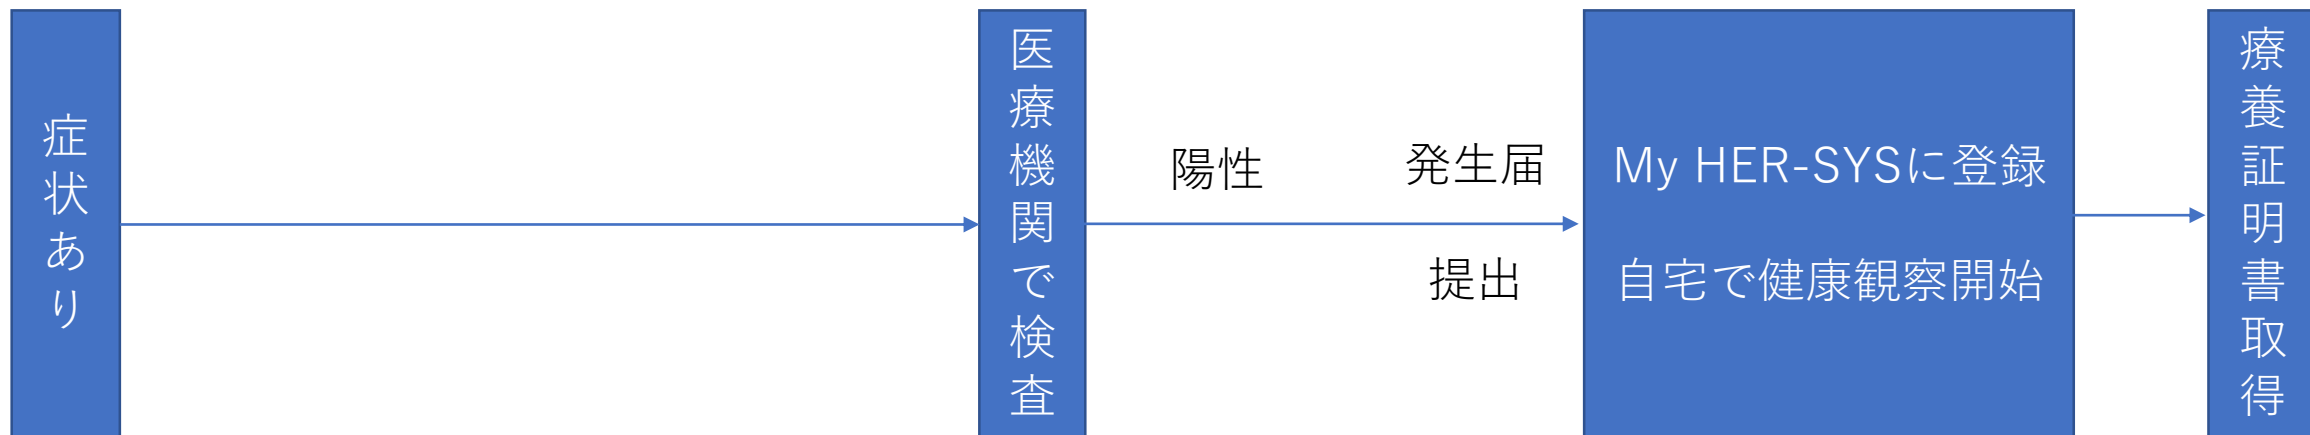 症状あり
医療機関で検査
陽性
発生届
提出
My HER-SYSに登録
自宅で健康観察開始
療養証明書取得